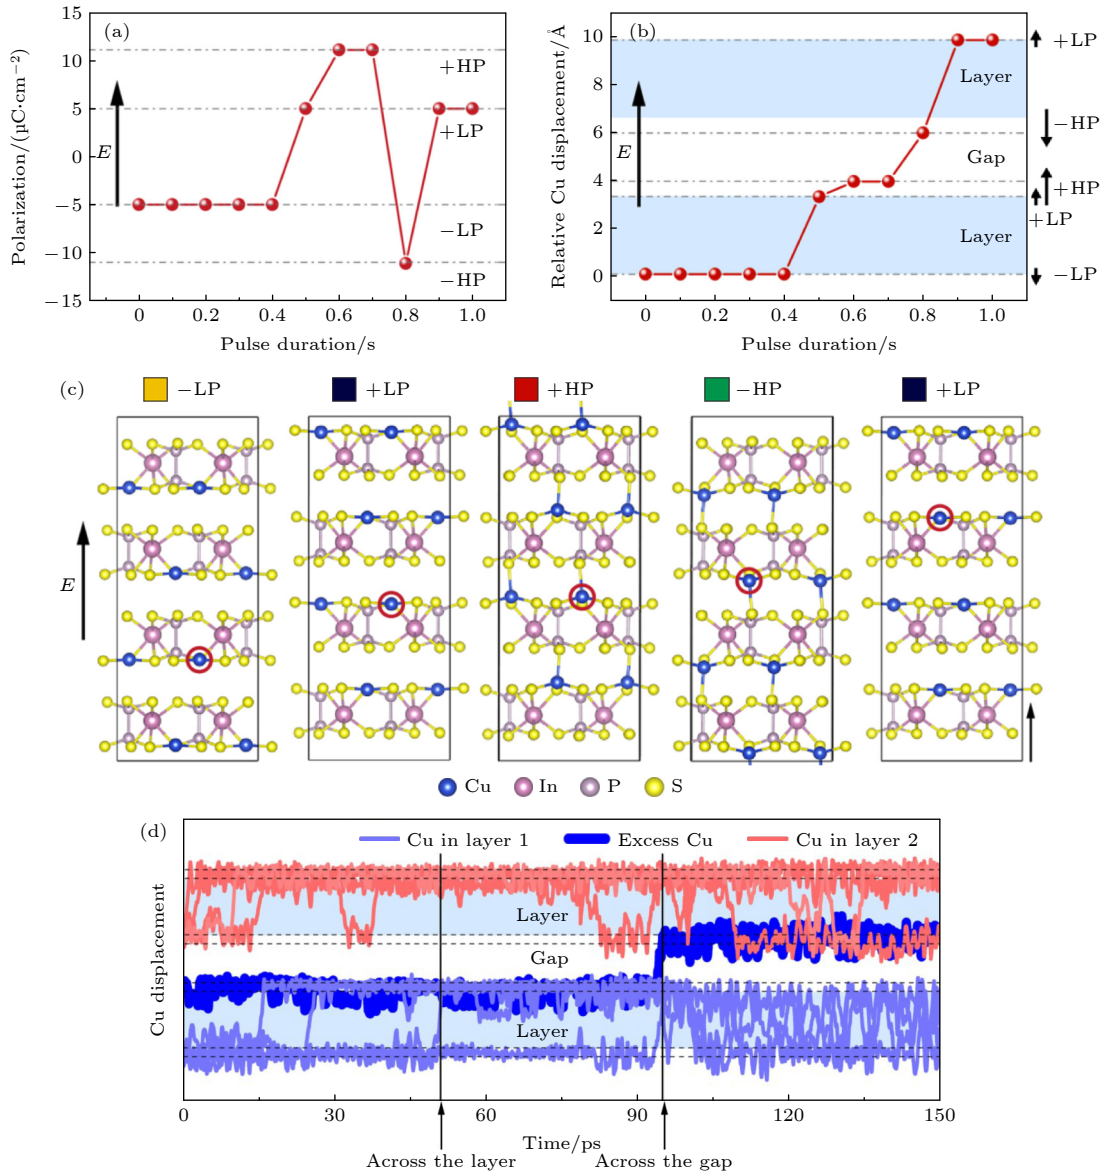 (a)
Polarization/(μC·cm−2)
15
10
5
0
−5
−10
−15
E
+HP
+LP
−LP
−HP
0
0.2
0.4
0.6
0.8
1.0
Pulse duration/s
(b)
Relative Cu displacement/Å
10
8
6
4
2
0
E
Layer
Gap
Layer
+LP
−HP
+HP
+LP
−LP
0
0.2
0.4
0.6
0.8
1.0
Pulse duration/s
(c)
−LP
+LP
+HP
−HP
+LP
E
Cu
In
P
S
(d)
Cu displacement
Cu in layer 1
Excess Cu
Cu in layer 2
Layer
Gap
Layer
0
30
60
90
120
150
Time/ps
Across the layer
Across the gap